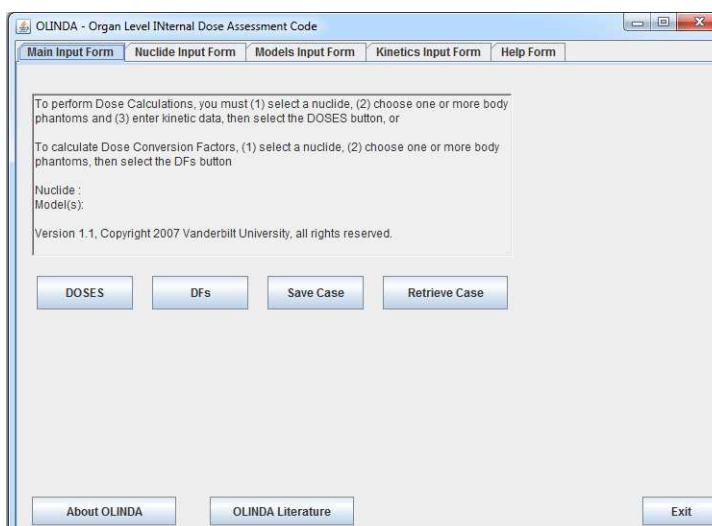 OLINDA - Organ Level INternal Dose Assessment Code
Main Input Form Nuclide Input Form Models Input Form Kinetics Input Form Help Form
To perform Dose Calculations, you must (1) select a nuclide, (2) choose one or more body
phantoms and (3) enter kinetic data, then select the DOSES button, or
To calculate Dose Conversion Factors, (1) select a nuclide, (2) choose one or more body
phantoms, then select the DFs button
Nuclide :
Model(s):
Version 1.1, Copyright 2007 Vanderbilt University, all rights reserved.
DOSES DFs Save Case Retrieve Case
About OLINDA OLINDA Literature Exit